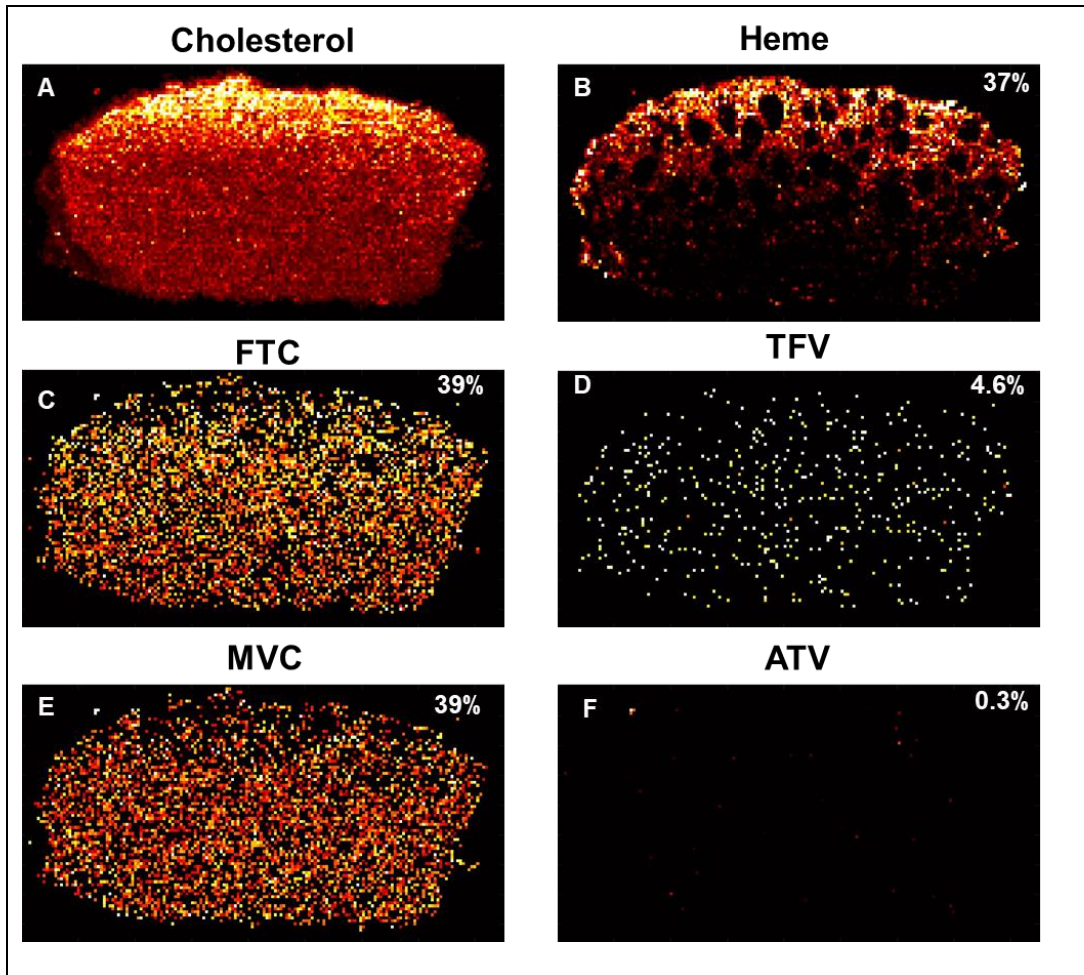 Cholesterol
Heme
A
B
37%
FTC
TFV
C
39%
D
4.6%
MVC
ATV
E
39%
F
0.3%